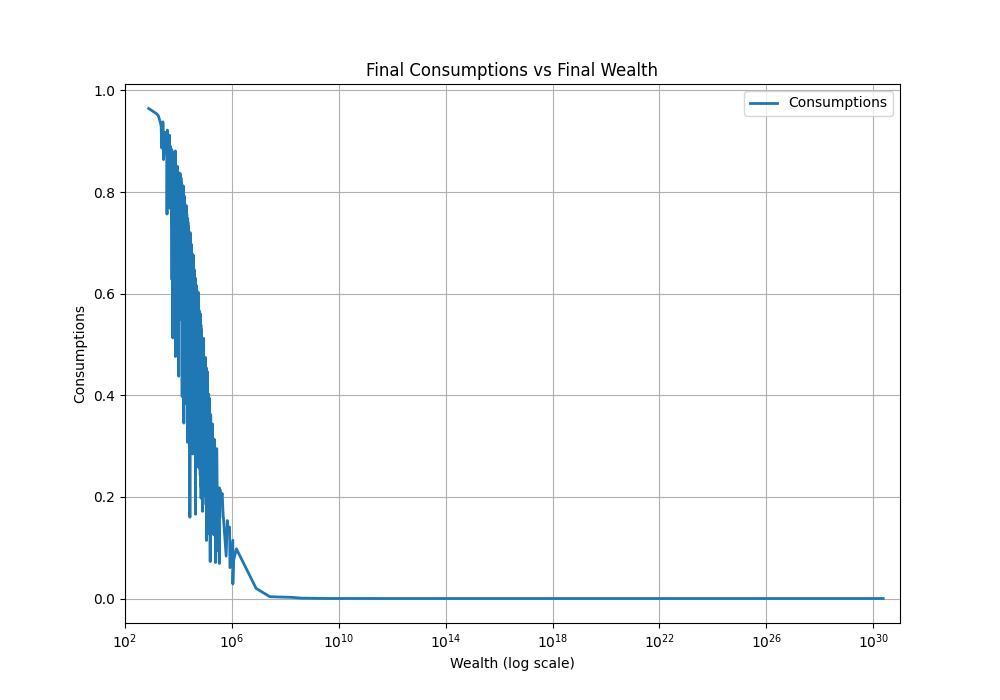 Final Consumptions vs Final Wealth
Consumptions
1.0
0.8
0.6
0.4
0.2
0.0
Consumptions
10² 10⁶ 10¹⁰ 10¹⁴ 10¹⁸ 10²² 10²⁶ 10³⁰
Wealth (log scale)